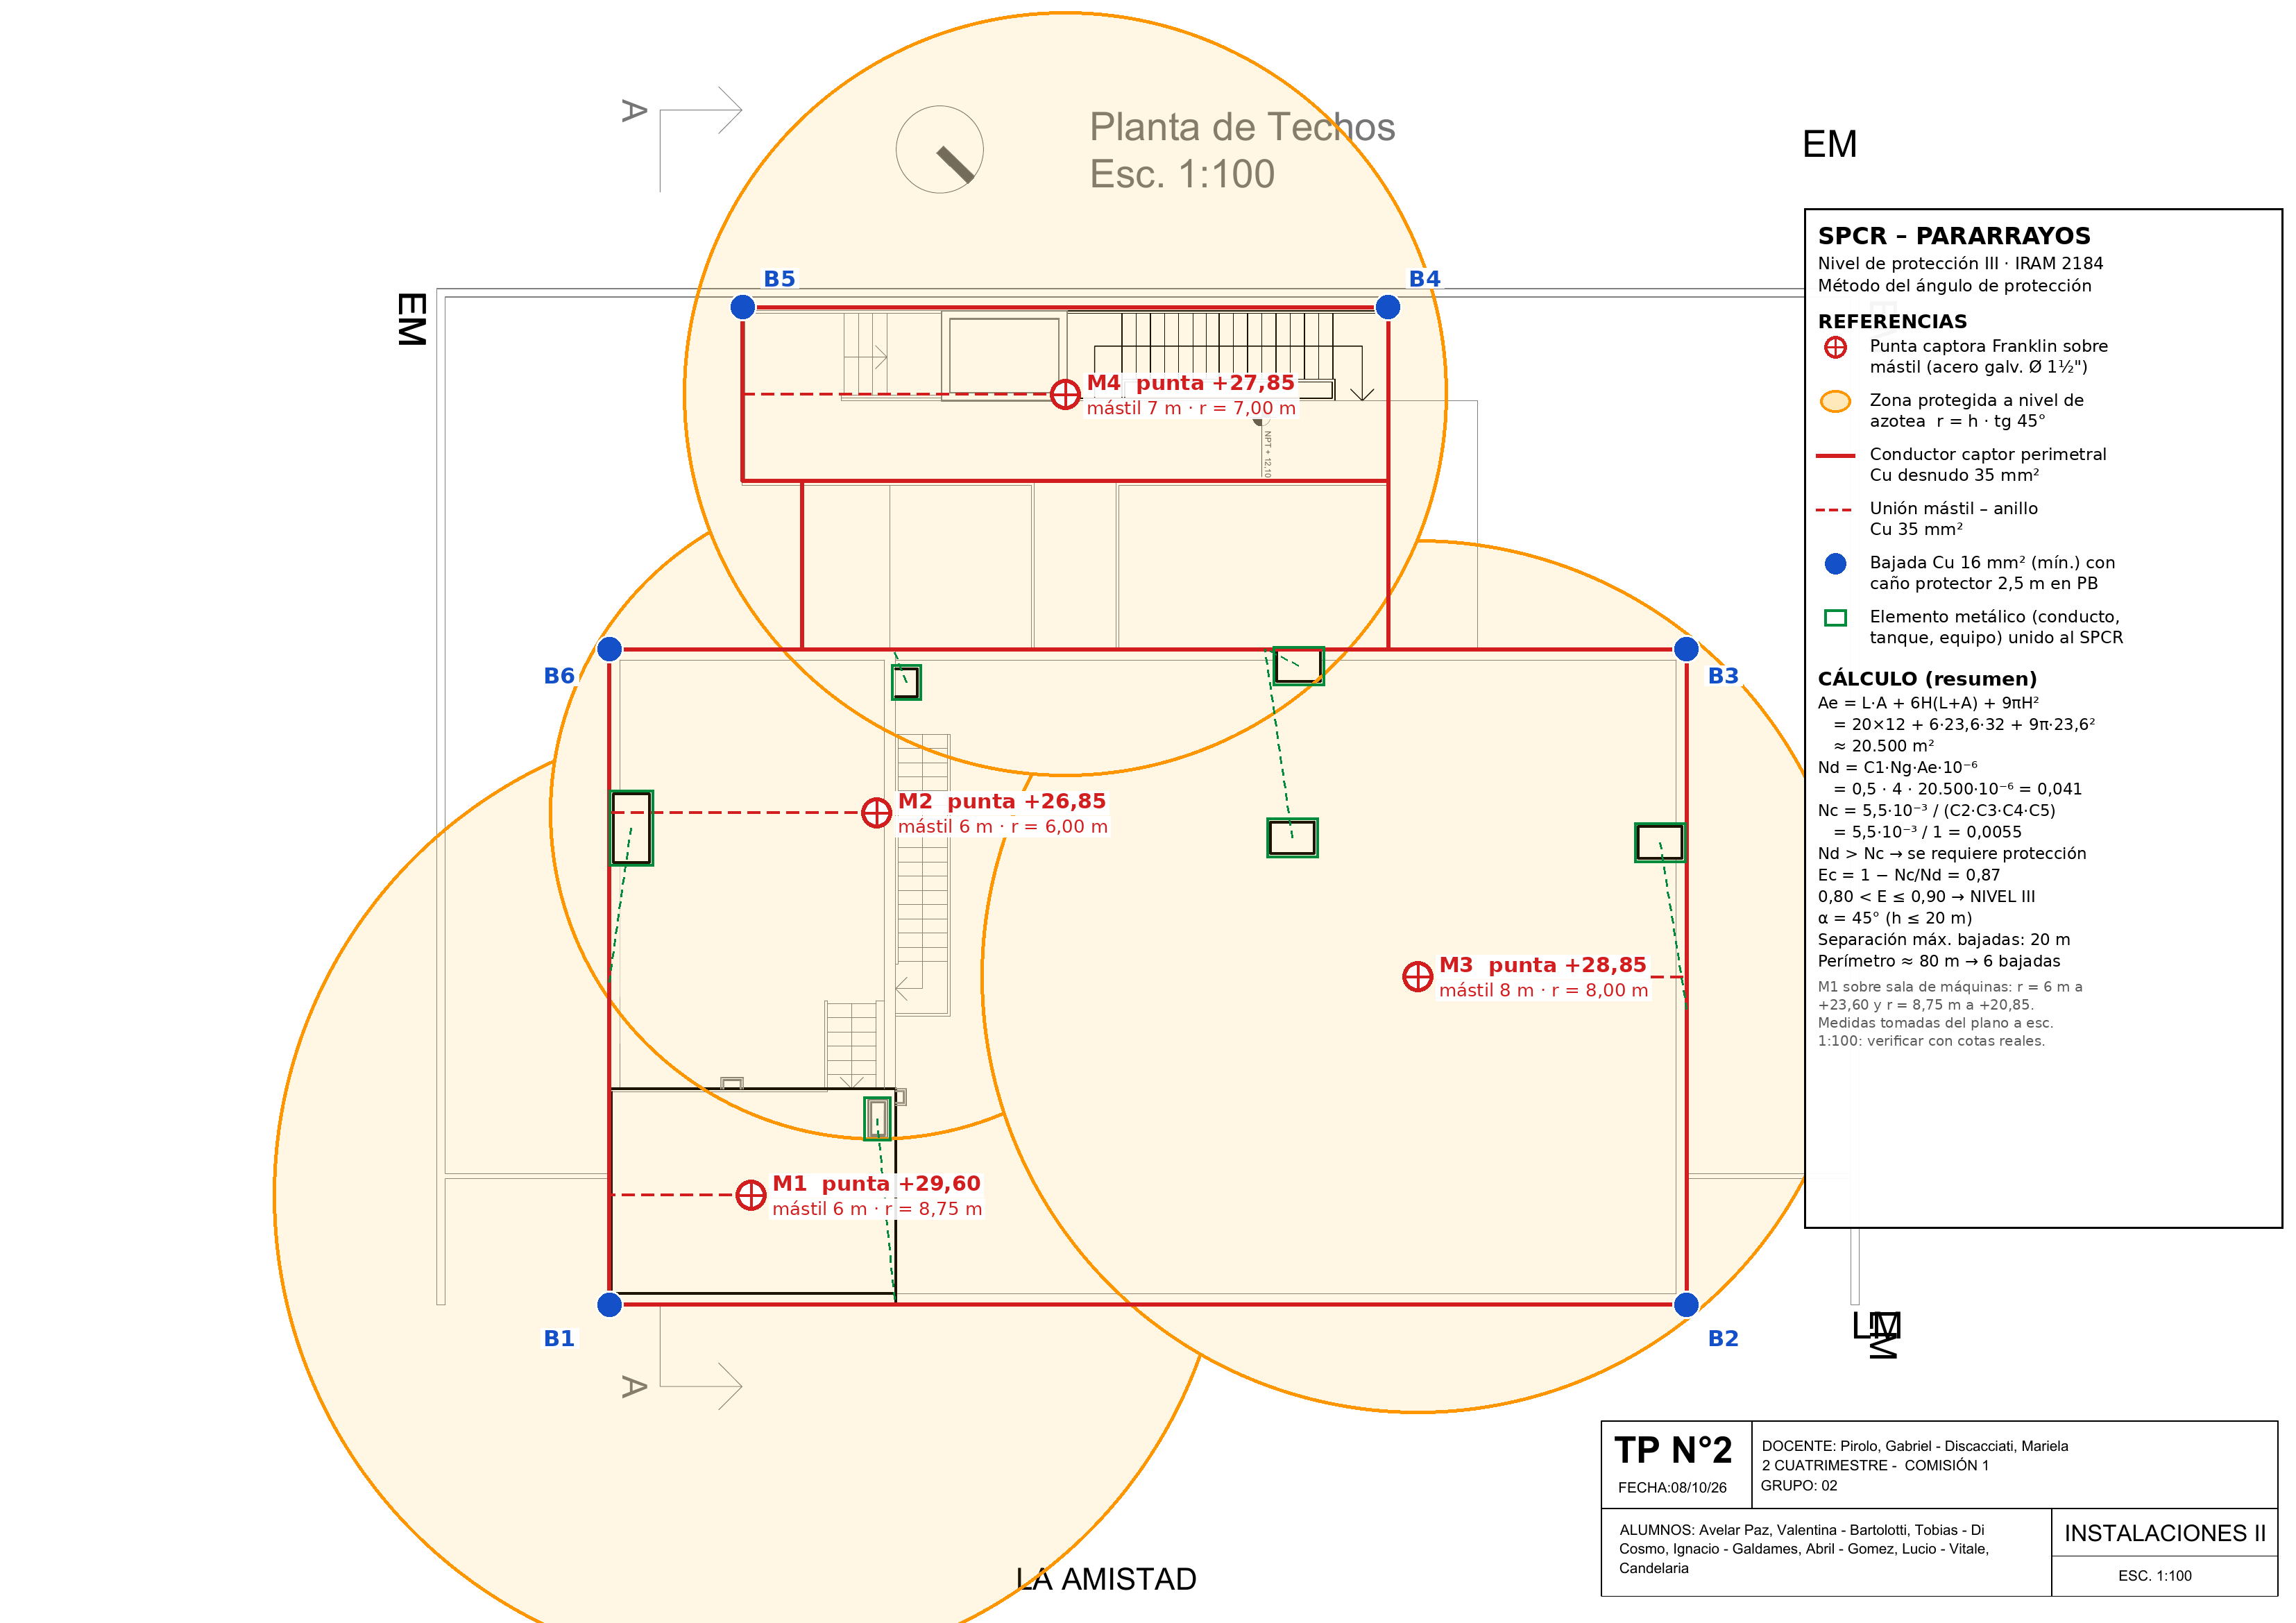 A
Planta de Techos
Esc. 1:100
EM
EM
B5
B4
M4 punta +27,85
mástil 7 m · r = 7,00 m
NPT + 12,10
B6
B3
M2 punta +26,85
mástil 6 m · r = 6,00 m
M3 punta +28,85
mástil 8 m · r = 8,00 m
M1 punta +29,60
mástil 6 m · r = 8,75 m
B1
B2
A
LA AMISTAD
SPCR – PARARRAYOS
Nivel de protección III · IRAM 2184
Método del ángulo de protección
REFERENCIAS
Punta captora Franklin sobre
mástil (acero galv. Ø 1½")
Zona protegida a nivel de
azotea r = h · tg 45°
Conductor captor perimetral
Cu desnudo 35 mm²
Unión mástil – anillo
Cu 35 mm²
Bajada Cu 16 mm² (mín.) con
caño protector 2,5 m en PB
Elemento metálico (conducto,
tanque, equipo) unido al SPCR
CÁLCULO (resumen)
Ae = L·A + 6H(L+A) + 9πH²
= 20×12 + 6·23,6·32 + 9π·23,6²
≈ 20.500 m²
Nd = C1·Ng·Ae·10⁻⁶
= 0,5 · 4 · 20.500·10⁻⁶ = 0,041
Nc = 5,5·10⁻³ / (C2·C3·C4·C5)
= 5,5·10⁻³ / 1 = 0,0055
Nd > Nc → se requiere protección
Ec = 1 − Nc/Nd = 0,87
0,80 < E ≤ 0,90 → NIVEL III
α = 45° (h ≤ 20 m)
Separación máx. bajadas: 20 m
Perímetro ≈ 80 m → 6 bajadas
M1 sobre sala de máquinas: r = 6 m a
+23,60 y r = 8,75 m a +20,85.
Medidas tomadas del plano a esc.
1:100: verificar con cotas reales.
LM
EM
TP N°2
FECHA:08/10/26
DOCENTE: Pirolo, Gabriel - Discacciati, Mariela
2 CUATRIMESTRE - COMISIÓN 1
GRUPO: 02
ALUMNOS: Avelar Paz, Valentina - Bartolotti, Tobias - Di
Cosmo, Ignacio - Galdames, Abril - Gomez, Lucio - Vitale,
Candelaria
INSTALACIONES II
ESC. 1:100